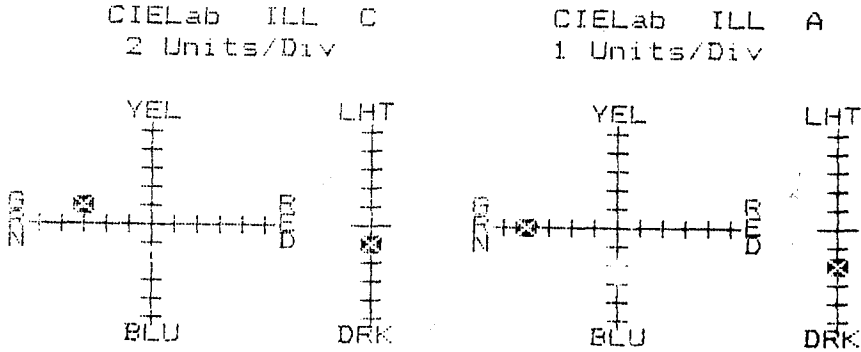 CIELab ILL C
2 Units/Div
YEL
LHT
GRN
RED
BLU
DRK
CIELab ILL A
1 Units/Div
YEL
LHT
GRN
RED
BLU
DRK